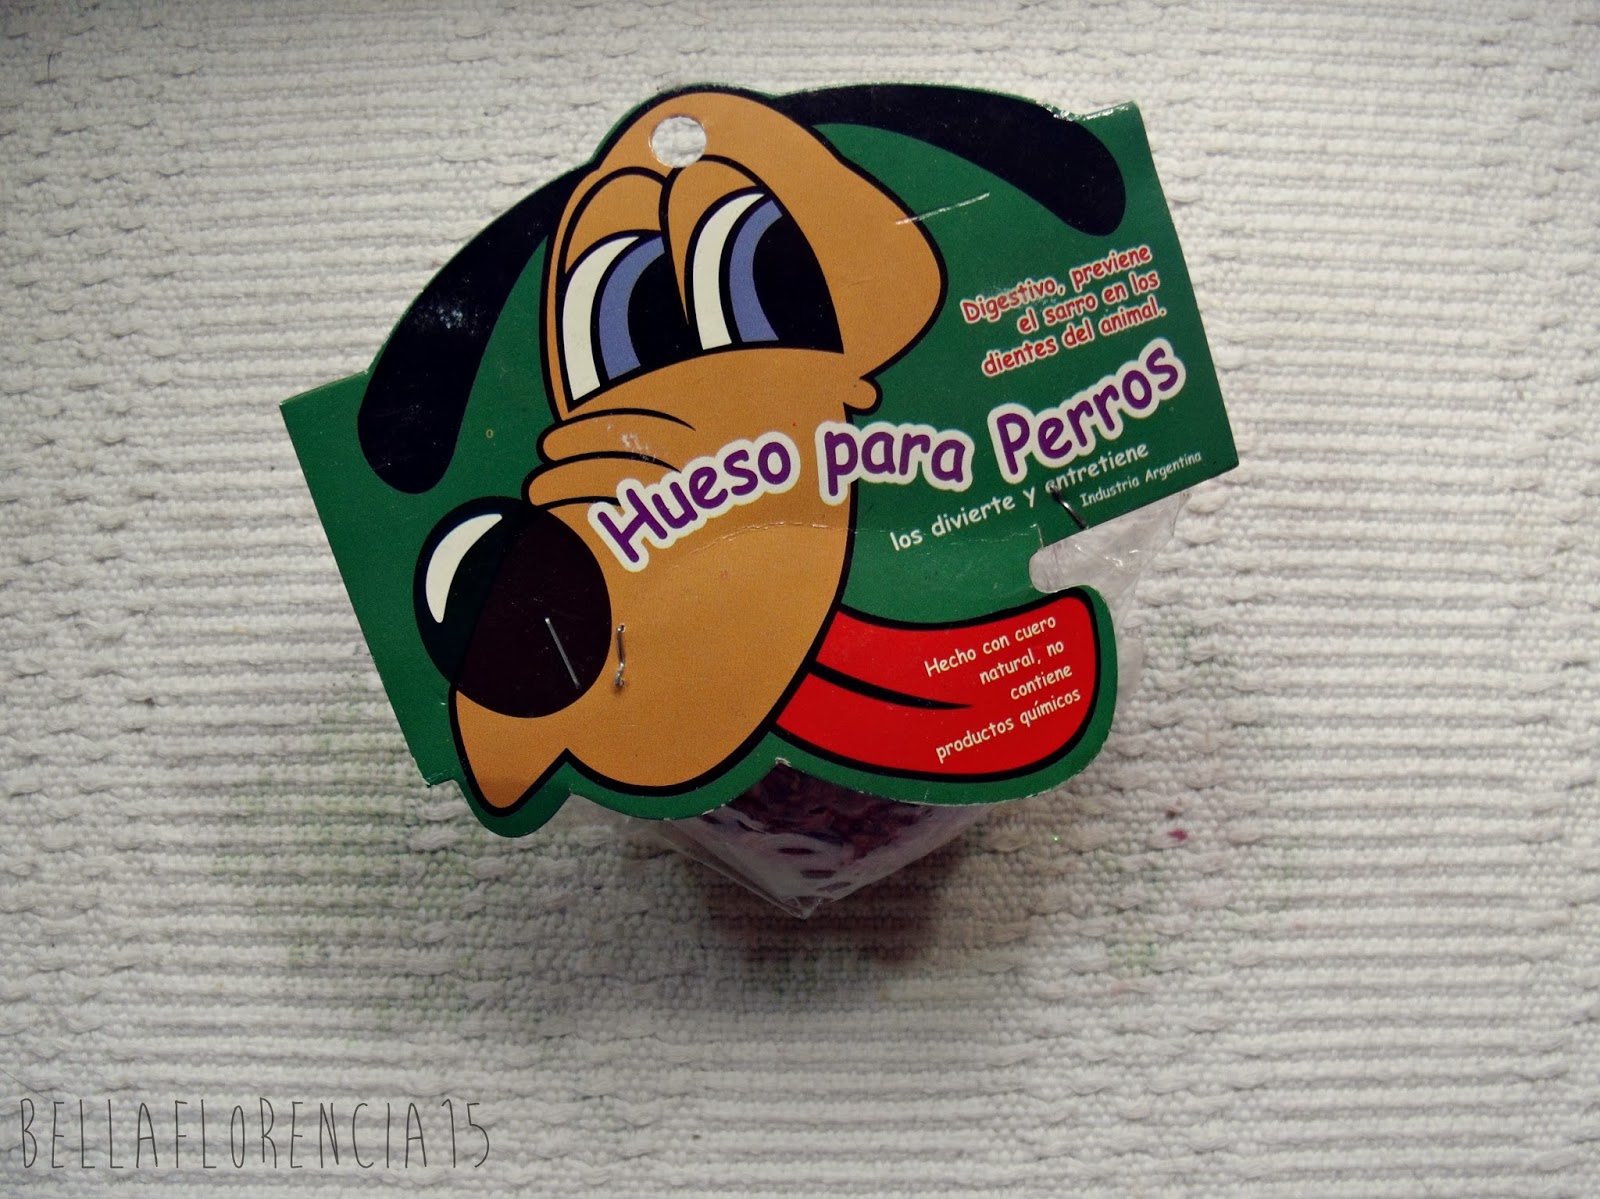 Digestivo, previene
el sarro en los
dientes del animal.
Hueso para Perros
los divierte y entretiene
Industria Argentina
Hecho con cuero
natural, no
contiene
productos químicos
BELLAFLORENCIA15